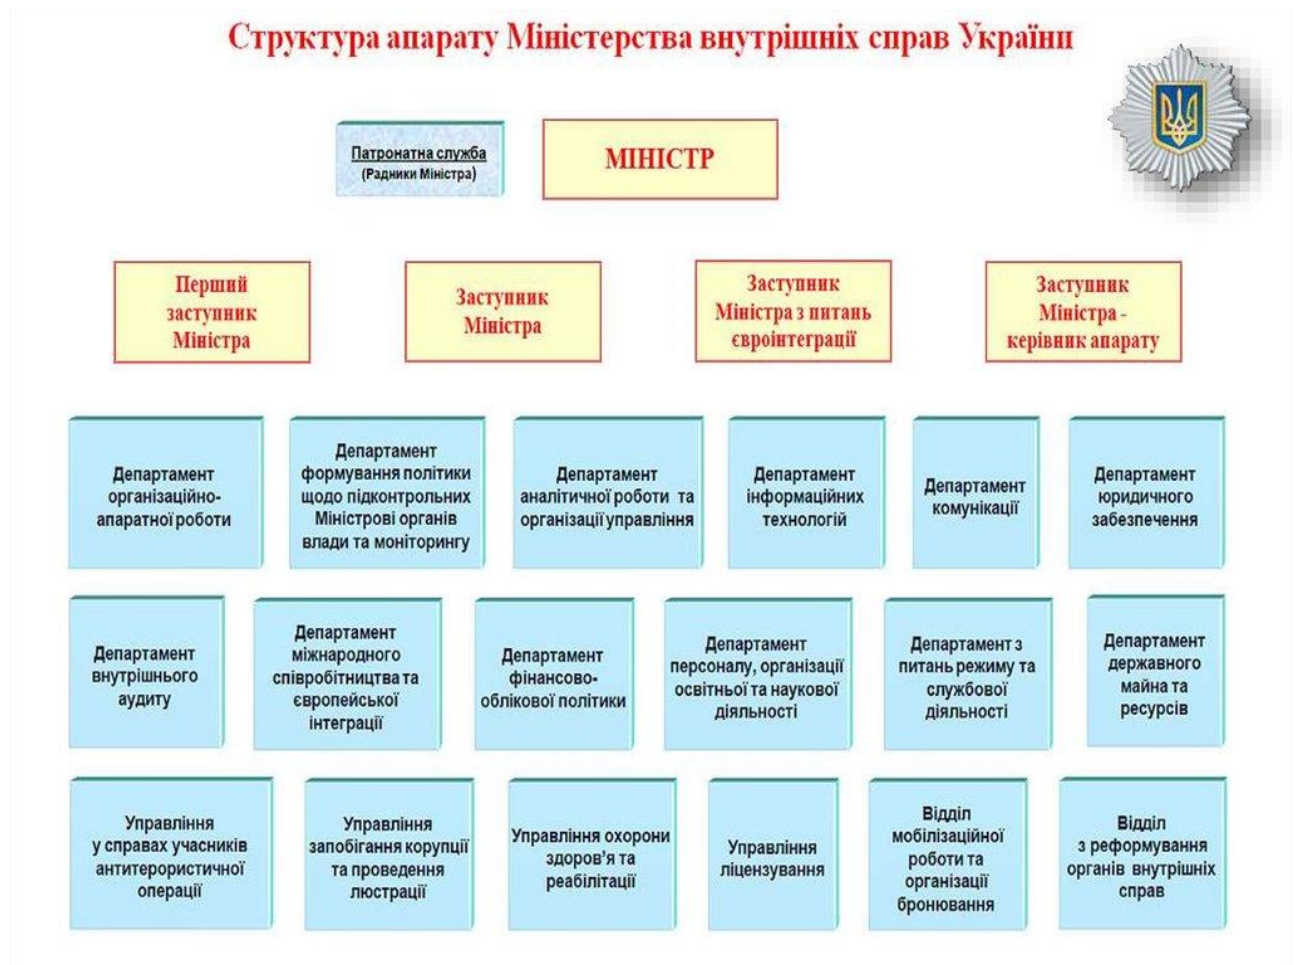 Структура апарату Міністерства внутрішніх справ України
Патронатна служба
(Радники Міністра)
МІНІСТР
Перший
заступник
Міністра
Заступник
Міністра
Заступник
Міністра з питань
євроінтеграції
Заступник
Міністра -
керівник апарату
Департамент
організаційно-
апаратної роботи
Департамент
формування політики
щодо підконтрольних
Міністрові органів
влади та моніторингу
Департамент
аналітичної роботи та
організації управління
Департамент
інформаційних
технологій
Департамент
комунікації
Департамент
юридичного
забезпечення
Департамент
внутрішнього
аудиту
Департамент
міжнародного
співробітництва та
європейської
інтеграції
Департамент
фінансово-
облікової політики
Департамент
персоналу, організації
освітньої та наукової
діяльності
Департамент з
питань режиму та
службової
діяльності
Департамент
державного
майна та
ресурсів
Управління
у справах учасників
антитерористичної
операції
Управління
запобігання корупції
та проведення
люстрації
Управління охорони
здоров'я та
реабілітації
Управління
ліцензування
Відділ
мобілізаційної
роботи та
організації
бронювання
Відділ
з реформування
органів внутрішніх
справ